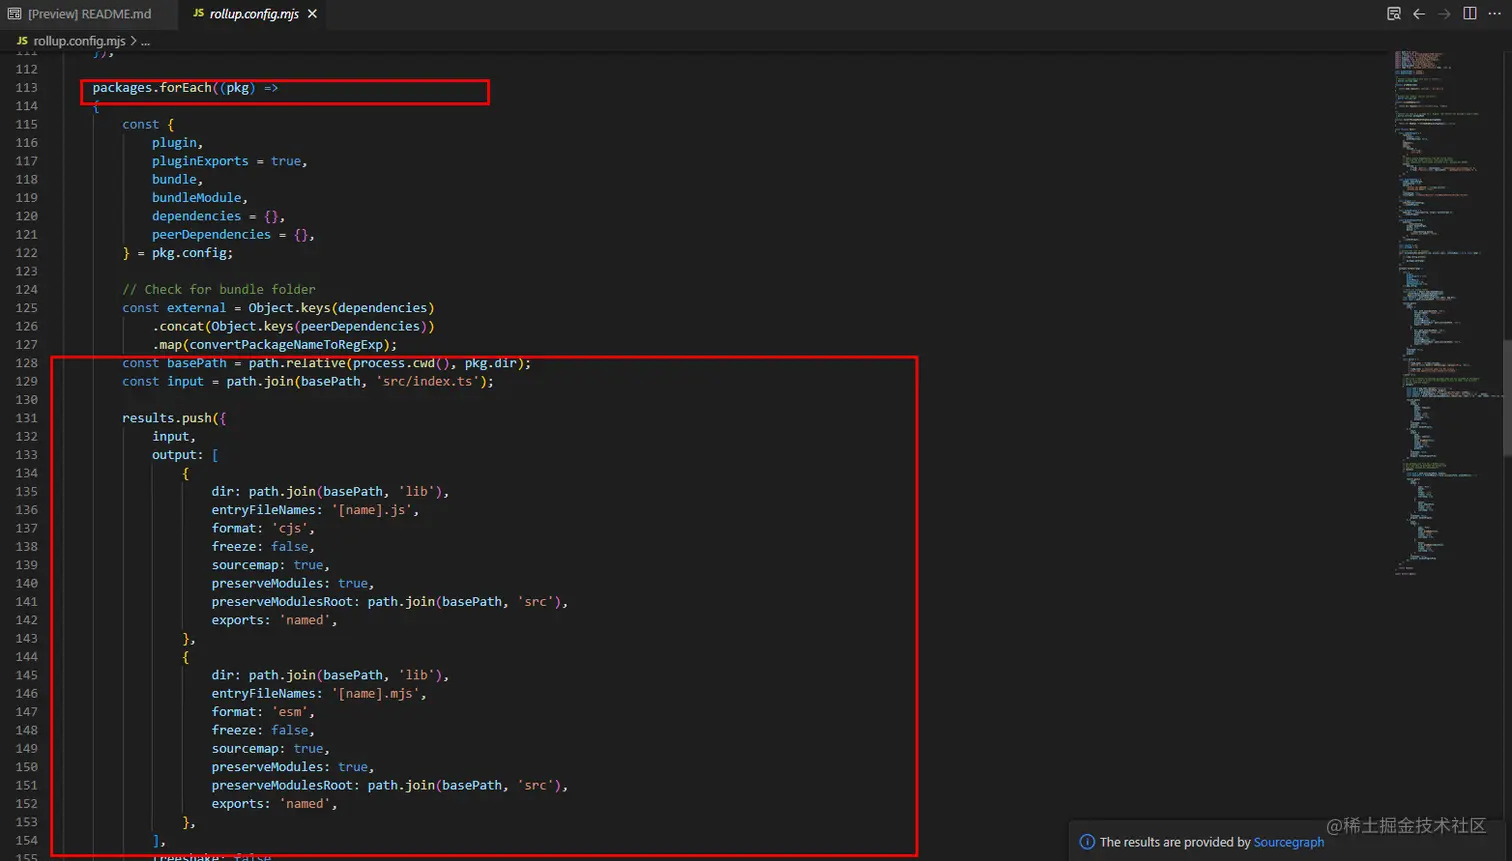 [Preview] README.md
JS rollup.config.mjs
JS rollup.config.mjs > ...
111 });
112
113 packages.forEach((pkg) =>
114 {
115 const {
116 plugin,
117 pluginExports = true,
118 bundle,
119 bundleModule,
120 dependencies = {},
121 peerDependencies = {},
122 } = pkg.config;
123
124 // Check for bundle folder
125 const external = Object.keys(dependencies)
126 .concat(Object.keys(peerDependencies))
127 .map(convertPackageNameToRegExp);
128 const basePath = path.relative(process.cwd(), pkg.dir);
129 const input = path.join(basePath, 'src/index.ts');
130
131 results.push({
132 input,
133 output: [
134 {
135 dir: path.join(basePath, 'lib'),
136 entryFileNames: '[name].js',
137 format: 'cjs',
138 freeze: false,
139 sourcemap: true,
140 preserveModules: true,
141 preserveModulesRoot: path.join(basePath, 'src'),
142 exports: 'named',
143 },
144 {
145 dir: path.join(basePath, 'lib'),
146 entryFileNames: '[name].mjs',
147 format: 'esm',
148 freeze: false,
149 sourcemap: true,
150 preserveModules: true,
151 preserveModulesRoot: path.join(basePath, 'src'),
152 exports: 'named',
153 },
154 ],
155 treeshake: false
The results are provided by Sourcegraph
@稀土掘金技术社区